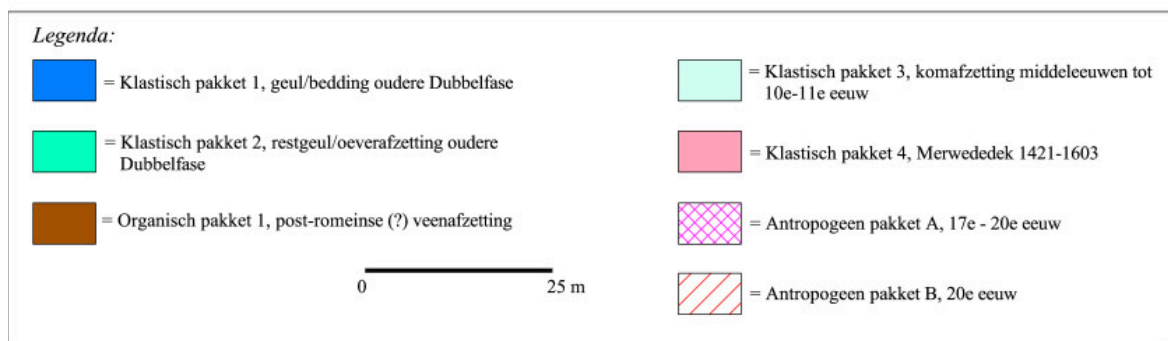 Legenda:
= Klastisch pakket 1, geul/bedding oudere Dubbelfase
= Klastisch pakket 2, restgeul/oeverafzetting oudere
Dubbelfase
= Organisch pakket 1, post-romeinse (?) veenafzetting
0 25 m
= Klastisch pakket 3, komafzetting middeleeuwen tot
10e-11e eeuw
= Klastisch pakket 4, Merwededek 1421-1603
= Antropogeen pakket A, 17e - 20e eeuw
= Antropogeen pakket B, 20e eeuw